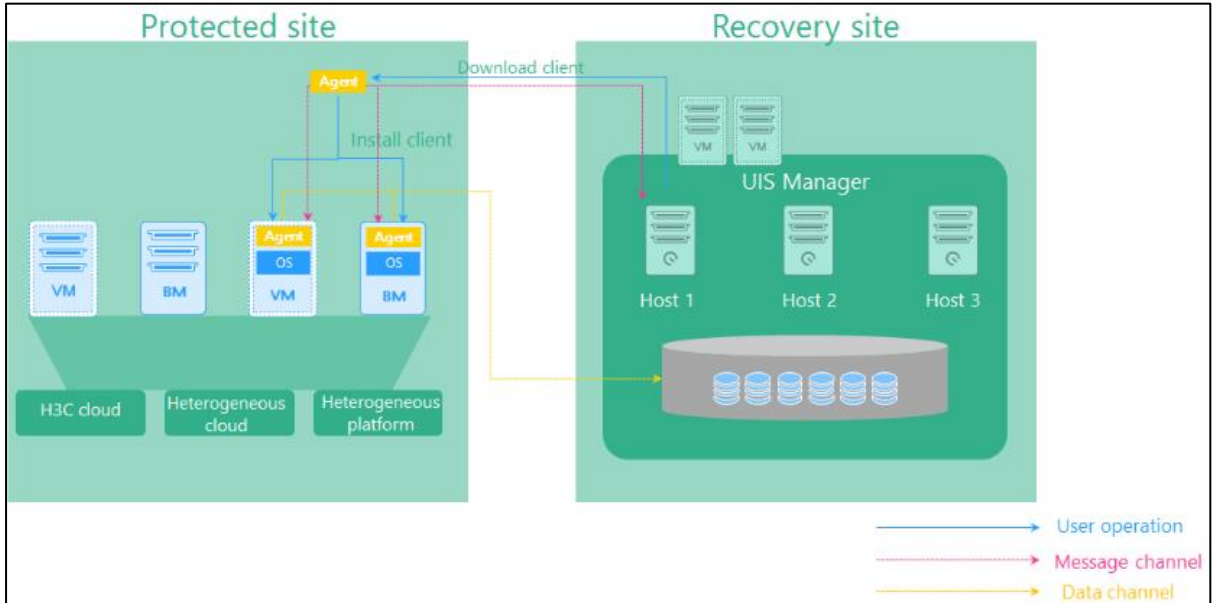 Protected site
Recovery site
Agent
Download client
Install client
VM
VM
UIS Manager
Agent
OS
VM
Agent
OS
BM
VM
BM
Host 1
Host 2
Host 3
H3C cloud
Heterogeneous
cloud
Heterogeneous
platform
User operation
Message channel
Data channel